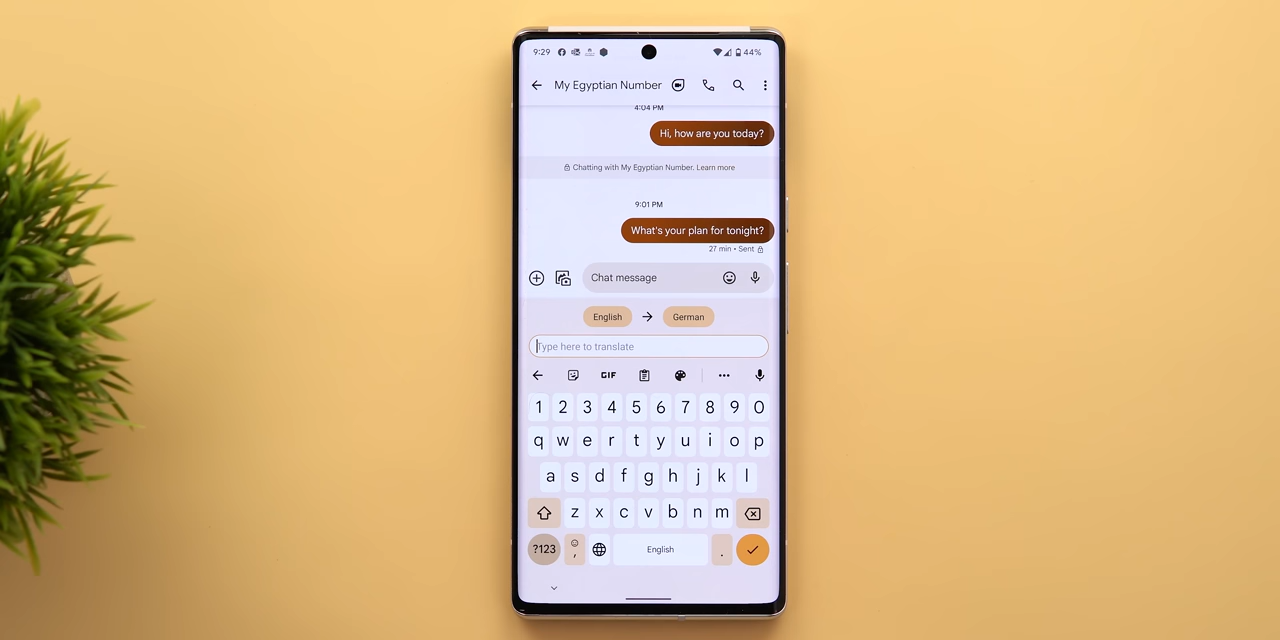 9:29 44%
My Egyptian Number
4:04 PM
Hi, how are you today?
Chatting with My Egyptian Number. Learn more
9:01 PM
What's your plan for tonight?
27 min • Sent
Chat message
English → German
Type here to translate
GIF
1 2 3 4 5 6 7 8 9 0
q w e r t y u i o p
a s d f g h j k l
z x c v b n m
?123 , English .